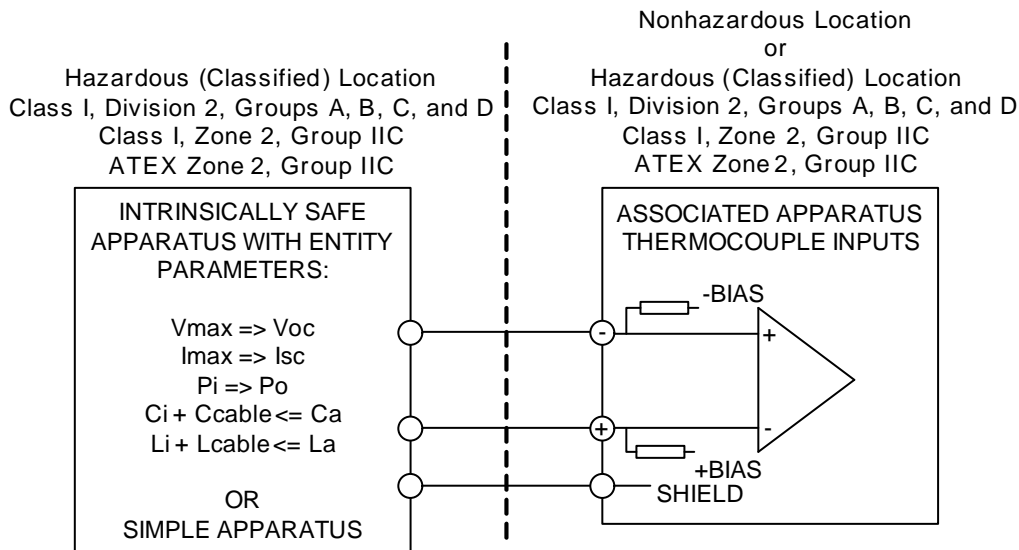 Nonhazardous Location
or
Hazardous (Classified) Location
Class I, Division 2, Groups A, B, C, and D
Class I, Zone 2, Group IIC
ATEX Zone 2, Group IIC
Hazardous (Classified) Location
Class I, Division 2, Groups A, B, C, and D
Class I, Zone 2, Group IIC
ATEX Zone 2, Group IIC
INTRINSICALLY SAFE
APPARATUS WITH ENTITY
PARAMETERS:
Vmax => Voc
Imax => Isc
Pi => Po
Ci + Ccable <= Ca
Li + Lcable <= La
OR
SIMPLE APPARATUS
ASSOCIATED APPARATUS
THERMOCOUPLE INPUTS
-BIAS
-
+
+
-
+BIAS
SHIELD